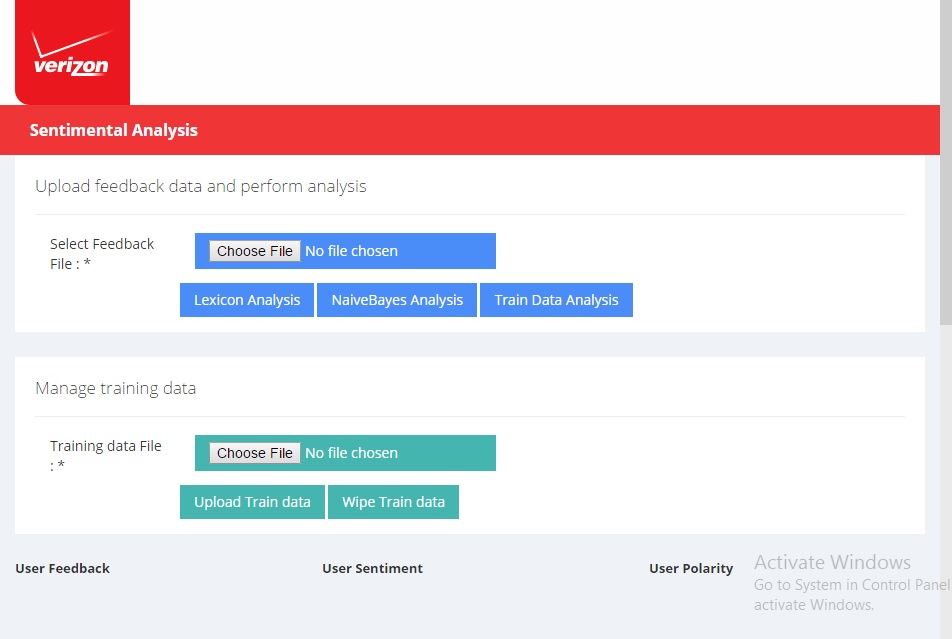 verizon
Sentimental Analysis
Upload feedback data and perform analysis
Select Feedback
File : *
Choose File No file chosen
Lexicon Analysis NaiveBayes Analysis Train Data Analysis
Manage training data
Training data File
: *
Choose File No file chosen
Upload Train data Wipe Train data
User Feedback User Sentiment User Polarity
Activate Windows
Go to System in Control Panel
activate Windows.